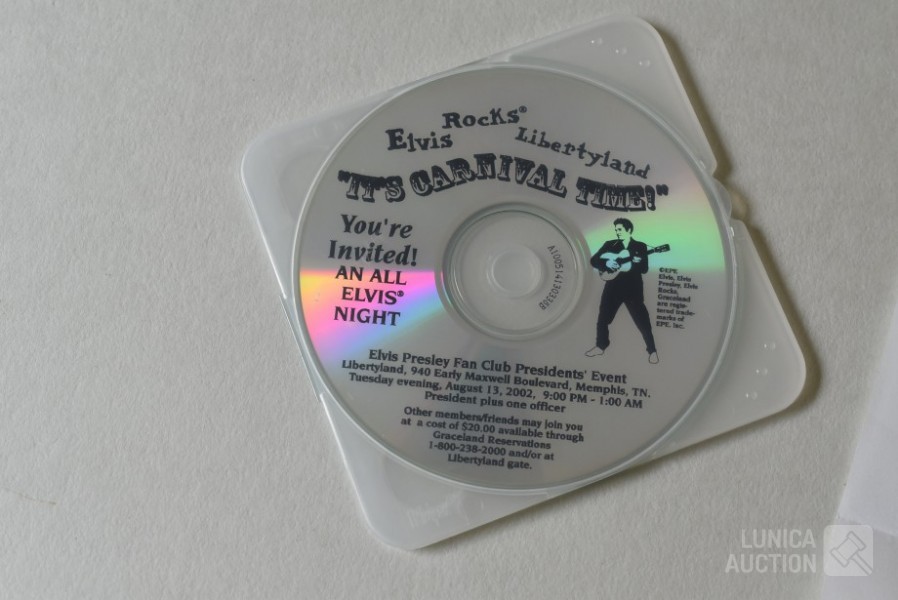 Elvis Rocks® Libertyland
"IT'S CARNIVAL TIME!"
You're
Invited!
AN ALL
ELVIS®
NIGHT
©EPE
Elvis, Elvis
Presley, Elvis
Rocks,
Graceland
are regis-
tered trade-
marks of
EPE, Inc.
Elvis Presley Fan Club Presidents' Event
Libertyland, 940 Early Maxwell Boulevard, Memphis, TN.
Tuesday evening, August 13, 2002, 9:00 PM - 1:00 AM
President plus one officer
Other members/friends may join you
at a cost of $20.00 available through
Graceland Reservations
1-800-238-2000 and/or at
Libertyland gate.
LUNICA
AUCTION